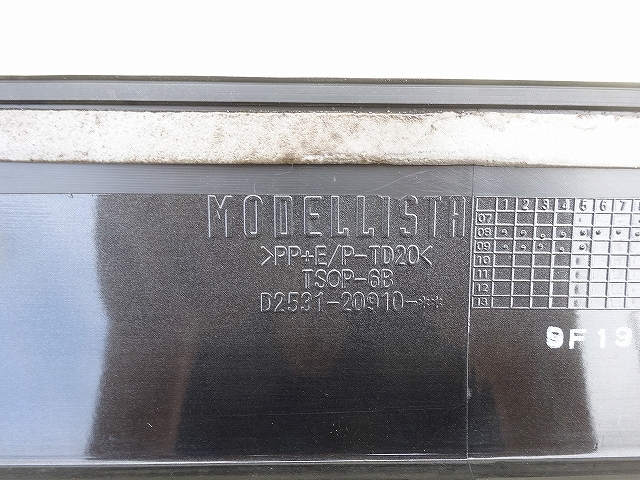 MODELLISTA
>PP+E/P-TD20<
TSOP-6B
D2531-20910-**
1 2 3 4 5 6 7
07
08
09
10
11
12
13
9F13